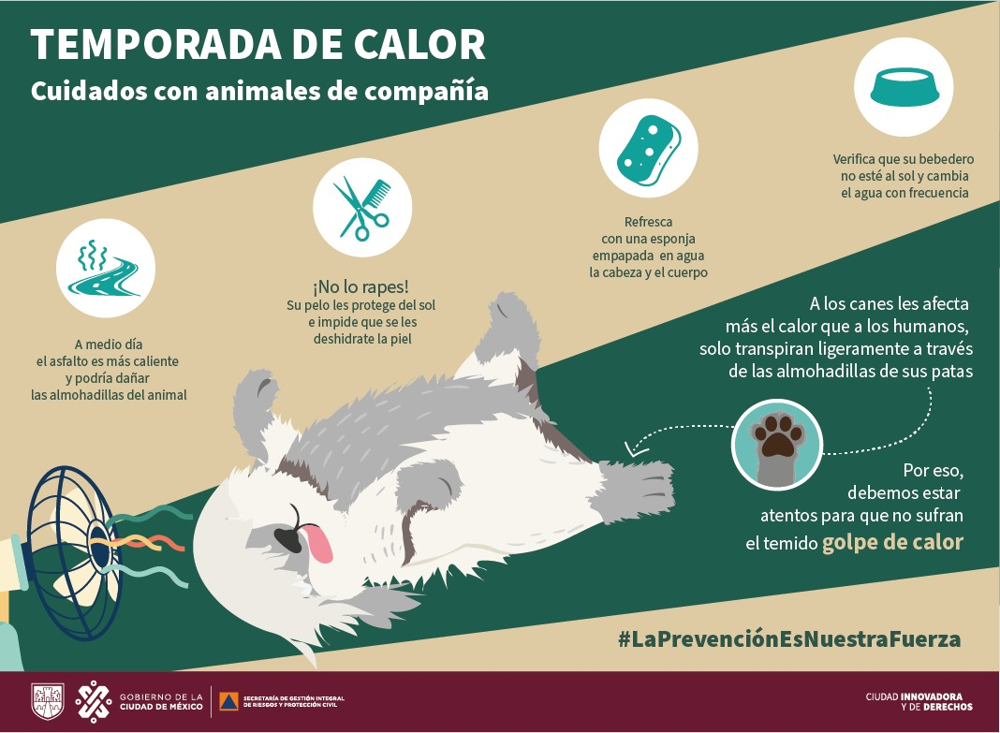 TEMPORADA DE CALOR
Cuidados con animales de compañía
A medio día
el asfalto es más caliente
y podría dañar
las almohadillas del animal
¡No lo rapes!
Su pelo les protege del sol
e impide que se les
deshidrate la piel
Refresca
con una esponja
empapada en agua
la cabeza y el cuerpo
Verifica que su bebedero
no esté al sol y cambia
el agua con frecuencia
A los canes les afecta
más el calor que a los humanos,
solo transpiran ligeramente a través
de las almohadillas de sus patas
Por eso,
debemos estar
atentos para que no sufran
el temido golpe de calor
#LaPrevenciónEsNuestraFuerza
GOBIERNO DE LA
CIUDAD DE MÉXICO
SECRETARÍA DE GESTIÓN INTEGRAL
DE RIESGOS Y PROTECCIÓN CIVIL
CIUDAD INNOVADORA
Y DE DERECHOS